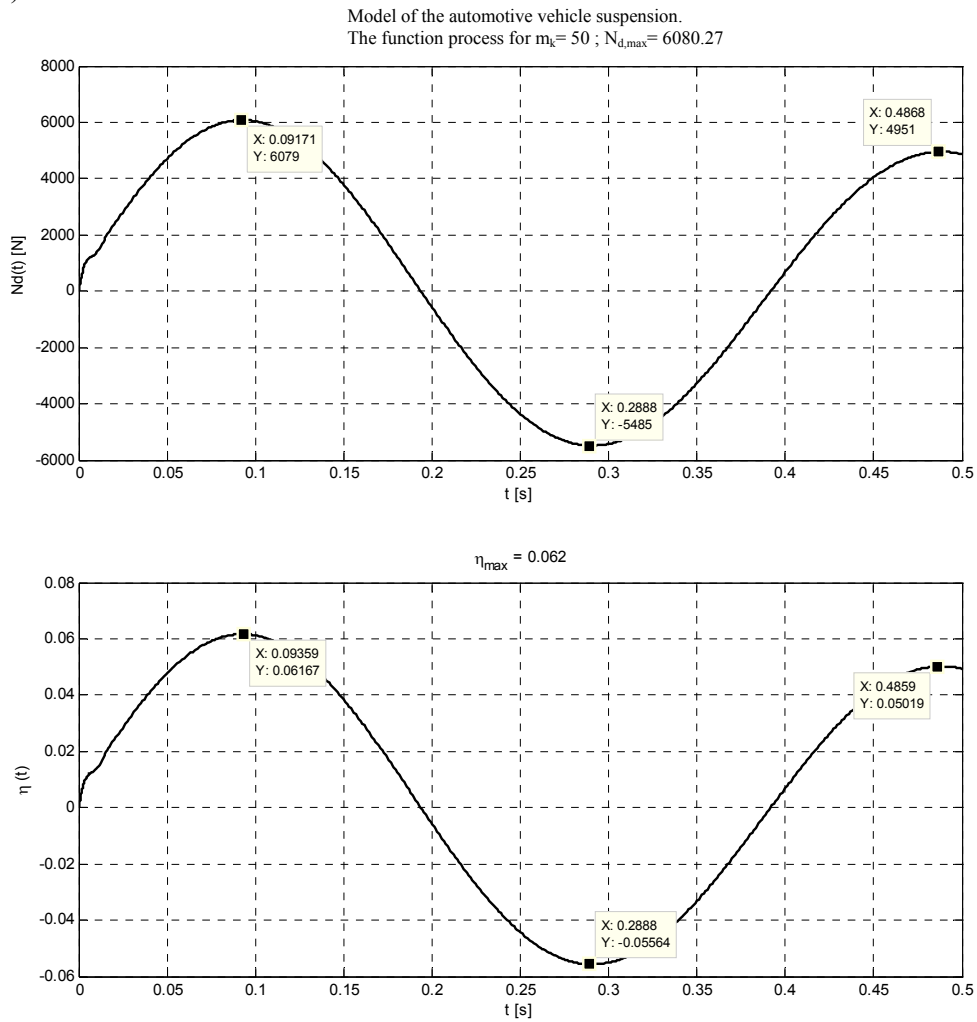 )
Model of the automotive vehicle suspension.
The function process for mk= 50 ; Nd,max= 6080.27
8000
6000
4000
2000
0
-2000
-4000
-6000
Nd(t) [N]
X: 0.09171
Y: 6079
X: 0.4868
Y: 4951
X: 0.2888
Y: -5485
0 0.05 0.1 0.15 0.2 0.25 0.3 0.35 0.4 0.45 0.5
t [s]
ηmax = 0.062
0.08
0.06
0.04
0.02
0
-0.02
-0.04
-0.06
η (t)
X: 0.09359
Y: 0.06167
X: 0.4859
Y: 0.05019
X: 0.2888
Y: -0.05564
0 0.05 0.1 0.15 0.2 0.25 0.3 0.35 0.4 0.45 0.5
t [s]